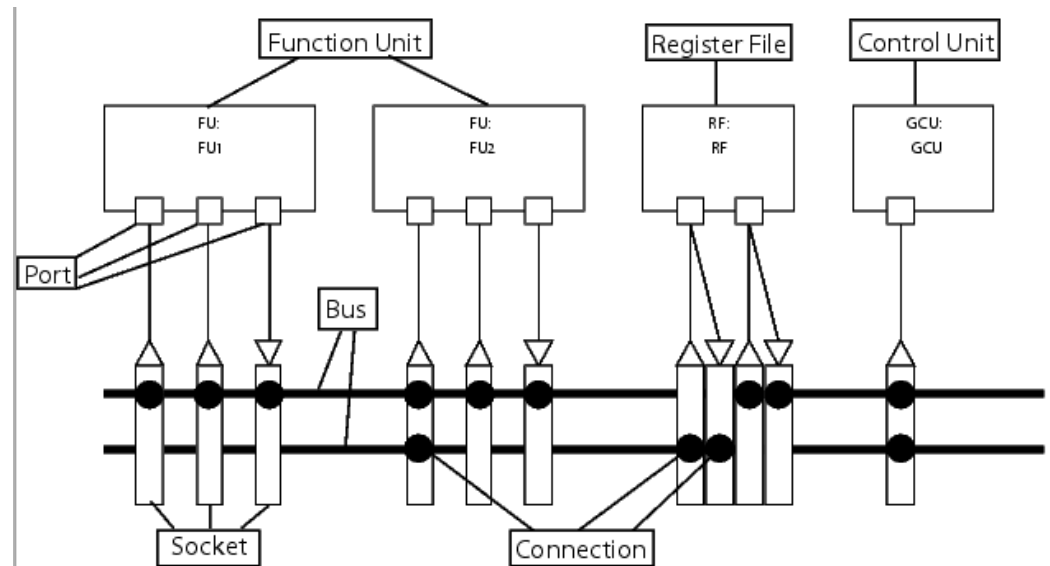 Function Unit
Register File
Control Unit
FU:
FU1
FU:
FU2
RF:
RF
GCU:
GCU
Port
Bus
Socket
Connection